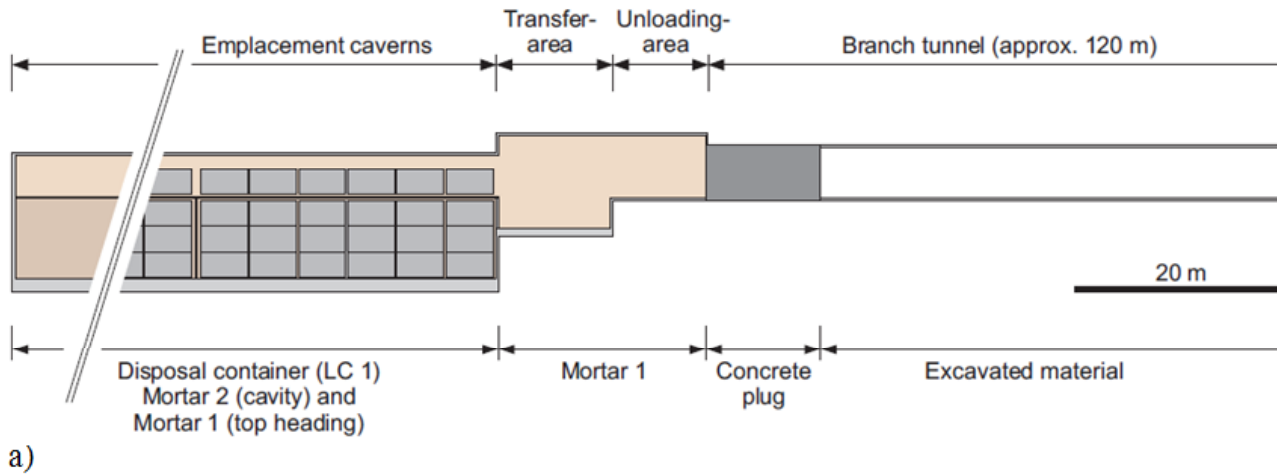 Emplacement caverns
Transfer-
area
Unloading-
area
Branch tunnel (approx. 120 m)
20 m
Disposal container (LC 1)
Mortar 2 (cavity) and
Mortar 1 (top heading)
Mortar 1
Concrete
plug
Excavated material
a)